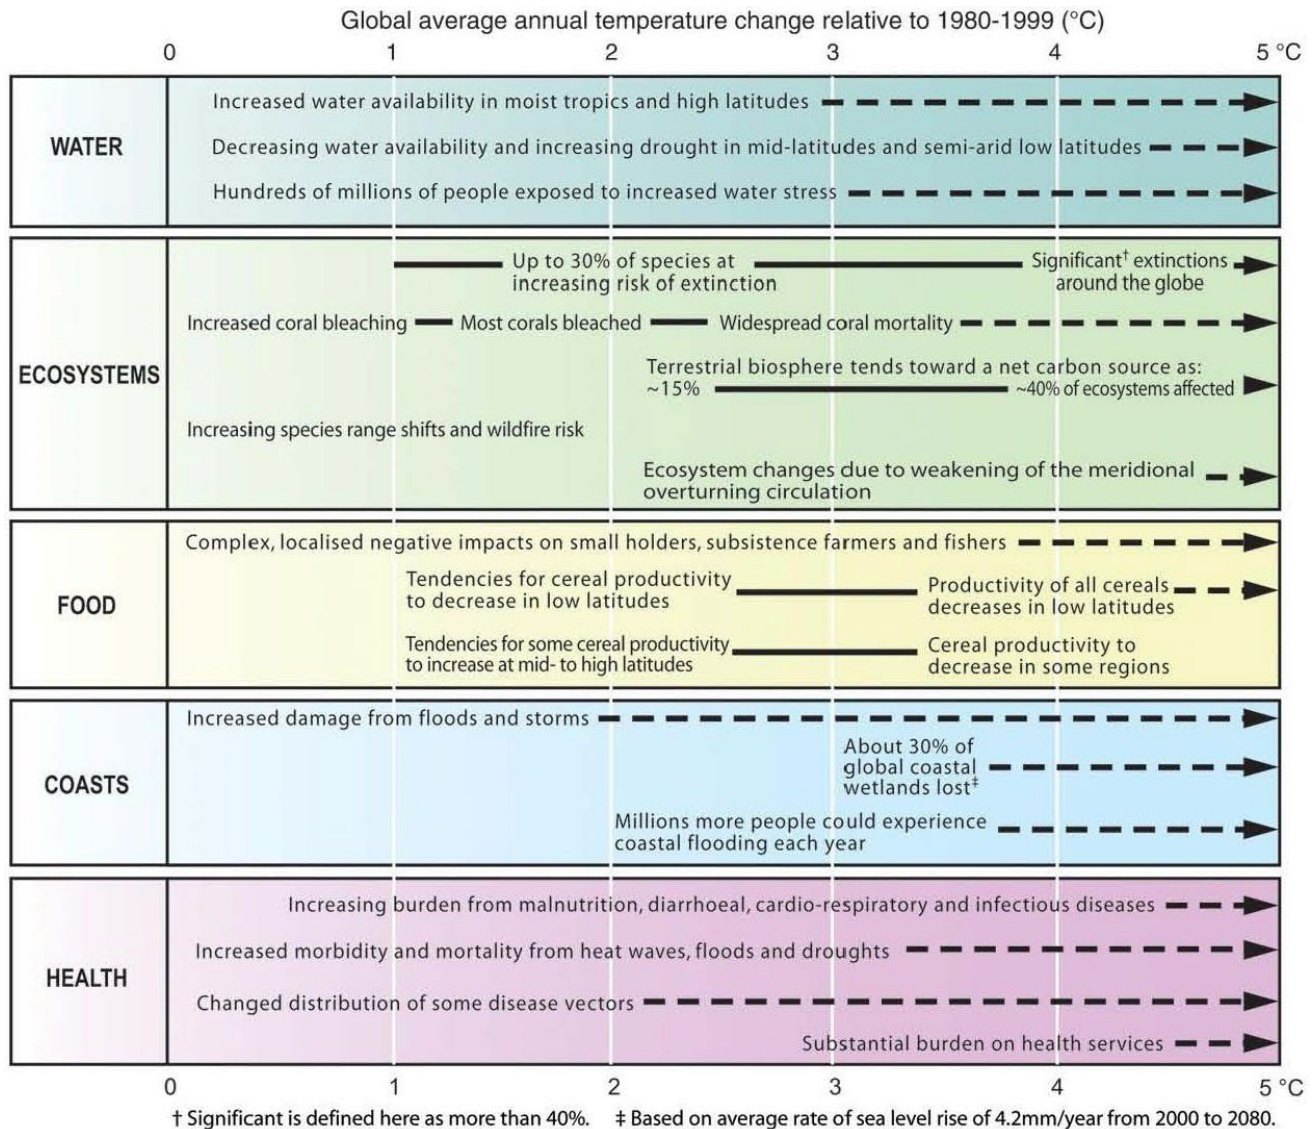 Global average annual temperature change relative to 1980-1999 (°C)
0 1 2 3 4 5 °C
WATER
Increased water availability in moist tropics and high latitudes
Decreasing water availability and increasing drought in mid-latitudes and semi-arid low latitudes
Hundreds of millions of people exposed to increased water stress
ECOSYSTEMS
Up to 30% of species at
increasing risk of extinction
Significant† extinctions
around the globe
Increased coral bleaching Most corals bleached Widespread coral mortality
Terrestrial biosphere tends toward a net carbon source as:
~15% ~40% of ecosystems affected
Increasing species range shifts and wildfire risk
Ecosystem changes due to weakening of the meridional
overturning circulation
FOOD
Complex, localised negative impacts on small holders, subsistence farmers and fishers
Tendencies for cereal productivity
to decrease in low latitudes
Productivity of all cereals
decreases in low latitudes
Tendencies for some cereal productivity
to increase at mid- to high latitudes
Cereal productivity to
decrease in some regions
COASTS
Increased damage from floods and storms
About 30% of
global coastal
wetlands lost‡
Millions more people could experience
coastal flooding each year
HEALTH
Increasing burden from malnutrition, diarrhoeal, cardio-respiratory and infectious diseases
Increased morbidity and mortality from heat waves, floods and droughts
Changed distribution of some disease vectors
Substantial burden on health services
0 1 2 3 4 5 °C
† Significant is defined here as more than 40%. ‡ Based on average rate of sea level rise of 4.2mm/year from 2000 to 2080.